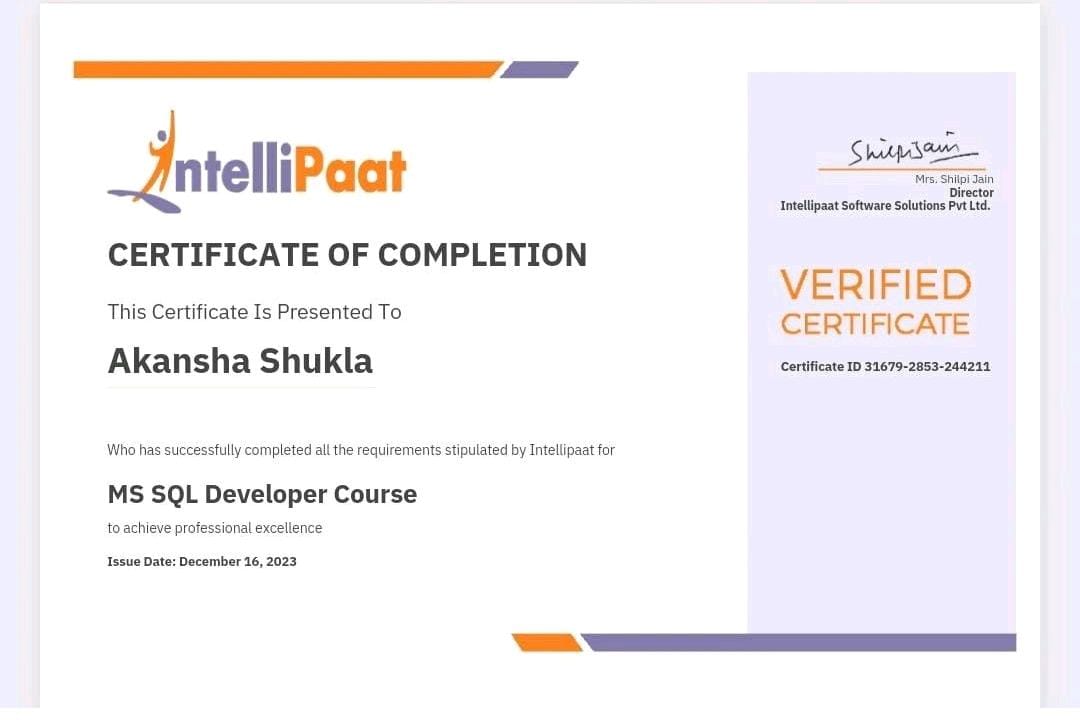 IntelliPaat
CERTIFICATE OF COMPLETION
This Certificate Is Presented To
Akansha Shukla
Who has successfully completed all the requirements stipulated by Intellipaat for
MS SQL Developer Course
to achieve professional excellence
Issue Date: December 16, 2023
Shilpi Jain
Mrs. Shilpi Jain
Director
Intellipaat Software Solutions Pvt Ltd.
VERIFIED
CERTIFICATE
Certificate ID 31679-2853-244211